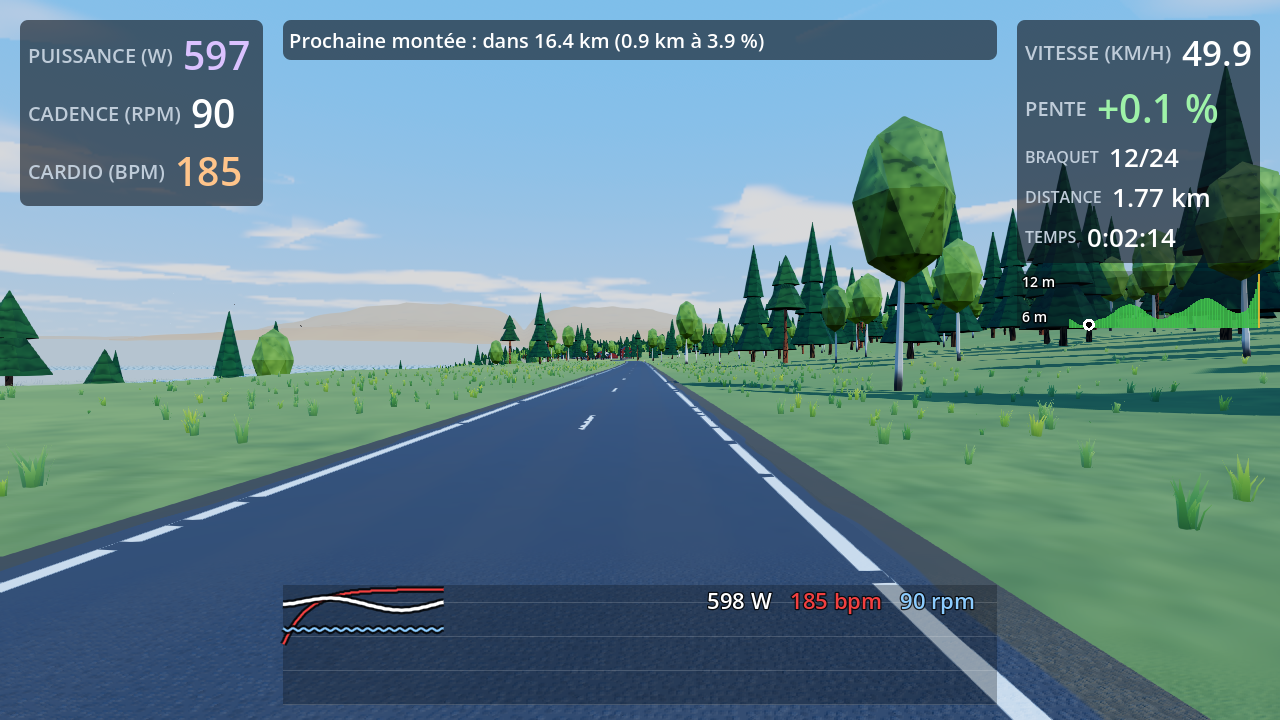 PUISSANCE (W) 597
CADENCE (RPM) 90
CARDIO (BPM) 185
Prochaine montée : dans 16.4 km (0.9 km à 3.9 %)
VITESSE (KM/H) 49.9
PENTE +0.1 %
BRAQUET 12/24
DISTANCE 1.77 km
TEMPS 0:02:14
12 m
6 m
598 W 185 bpm 90 rpm